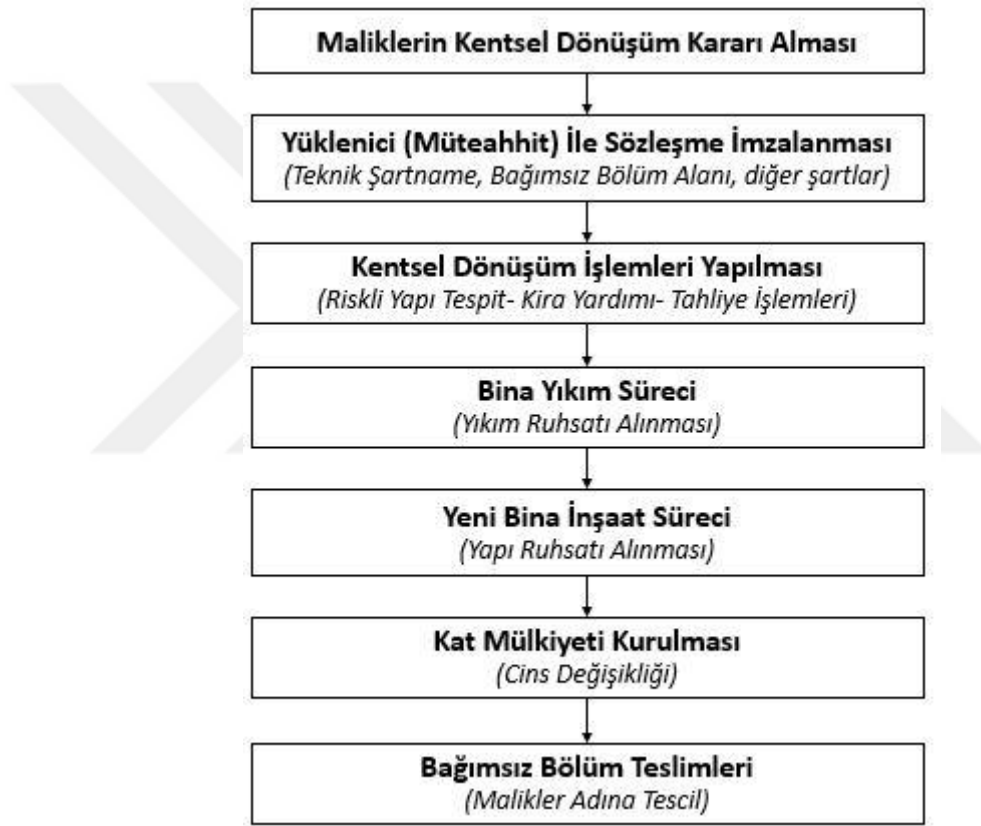 Maliklerin Kentsel Dönüşüm Kararı Alması
Yüklenici (Müteahhit) İle Sözleşme İmzalanması
(Teknik Şartname, Bağımsız Bölüm Alanı, diğer şartlar)
Kentsel Dönüşüm İşlemleri Yapılması
(Riskli Yapı Tespit- Kira Yardımı- Tahliye İşlemleri)
Bina Yıkım Süreci
(Yıkım Ruhsatı Alınması)
Yeni Bina İnşaat Süreci
(Yapı Ruhsatı Alınması)
Kat Mülkiyeti Kurulması
(Cins Değişikliği)
Bağımsız Bölüm Teslimleri
(Malikler Adına Tescil)